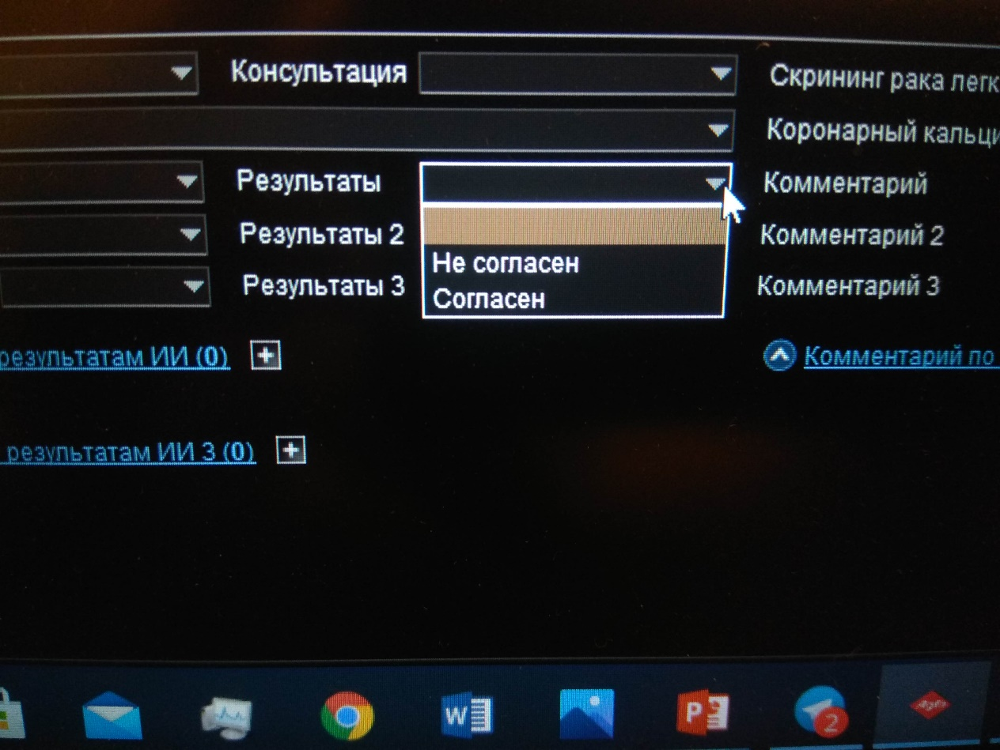 Консультация
Скрининг рака легк
Коронарный кальци
Результаты
Комментарий
Результаты 2
Комментарий 2
Не согласен
Согласен
Результаты 3
Комментарий 3
результатам ИИ (0)
Комментарий по
результатам ИИ 3 (0)
W
P
2
Agfa